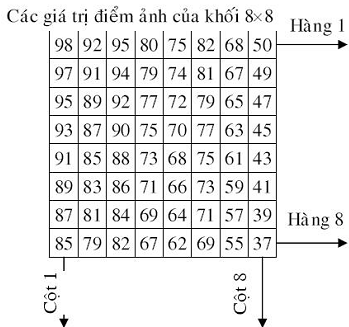 Các giá trị điểm ảnh của khối 8×8
98 92 95 80 75 82 68 50 Hàng 1
97 91 94 79 74 81 67 49
95 89 92 77 72 79 65 47
93 87 90 75 70 77 63 45
91 85 88 73 68 75 61 43
89 83 86 71 66 73 59 41
87 81 84 69 64 71 57 39 Hàng 8
85 79 82 67 62 69 55 37
Cột 1
Cột 8